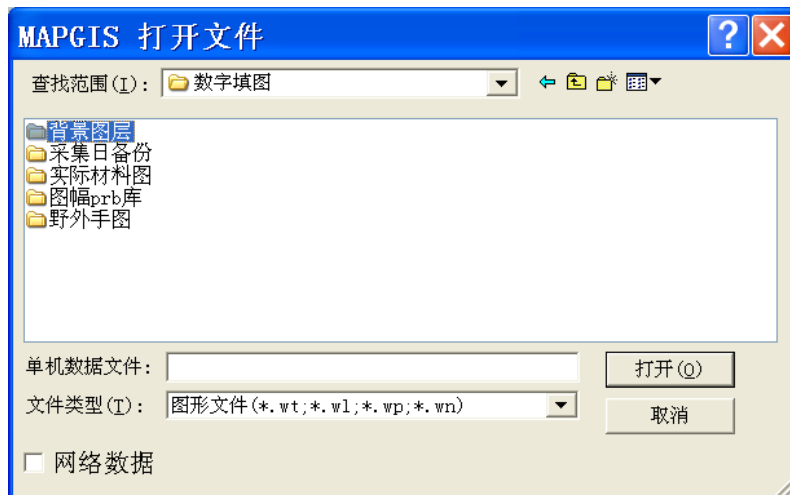 MAPGIS 打开文件
查找范围(I): 数字填图
背景图层
采集日备份
实际材料图
图幅prb库
野外手图
单机数据文件: 打开(O)
文件类型(T): 图形文件(*.wt;*.wl;*.wp;*.wn) 取消
网络数据